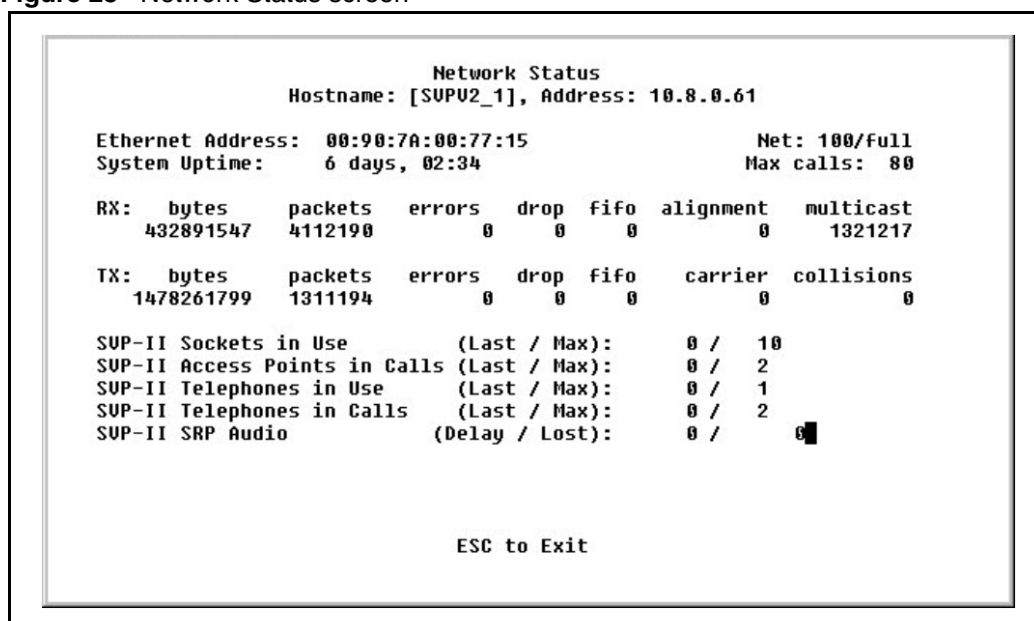 Network Status screen
Network Status
Hostname: [SVPV2_1], Address: 10.8.0.61
Ethernet Address: 00:90:7A:00:77:15 Net: 100/full
System Uptime: 6 days, 02:34 Max calls: 80
RX: bytes packets errors drop fifo alignment multicast
432891547 4112190 0 0 0 0 1321217
TX: bytes packets errors drop fifo carrier collisions
1478261799 1311194 0 0 0 0 0
SVP-II Sockets in Use (Last / Max): 0 / 10
SVP-II Access Points in Calls (Last / Max): 0 / 2
SVP-II Telephones in Use (Last / Max): 0 / 1
SVP-II Telephones in Calls (Last / Max): 0 / 2
SVP-II SRP Audio (Delay / Lost): 0 / 0
ESC to Exit